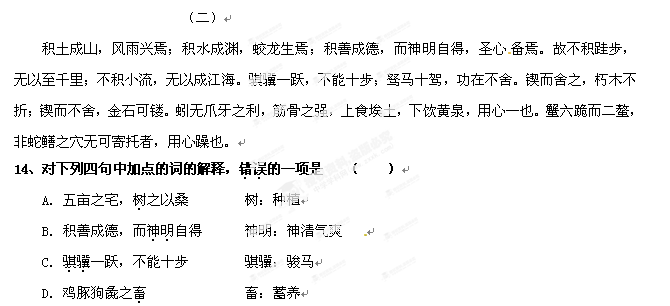 （二）
积土成山，风雨兴焉；积水成渊，蛟龙生焉；积善成德，而神明自得，圣心备焉。故不积跬步，
无以至千里；不积小流，无以成江海。骐骥一跃，不能十步；驽马十驾，功在不舍。锲而舍之，朽木不
折；锲而不舍，金石可镂。蚓无爪牙之利，筋骨之强，上食埃土，下饮黄泉，用心一也。蟹六跪而二螯，
非蛇鳝之穴无可寄托者，用心躁也。
14、对下列四句中加点的词的解释，错误的一项是 （ ）
A. 五亩之宅，树之以桑 树：种植
B. 积善成德，而神明自得 神明：神清气爽
C. 骐骥一跃，不能十步 骐骥：骏马
D. 鸡豚狗彘之畜 畜：蓄养